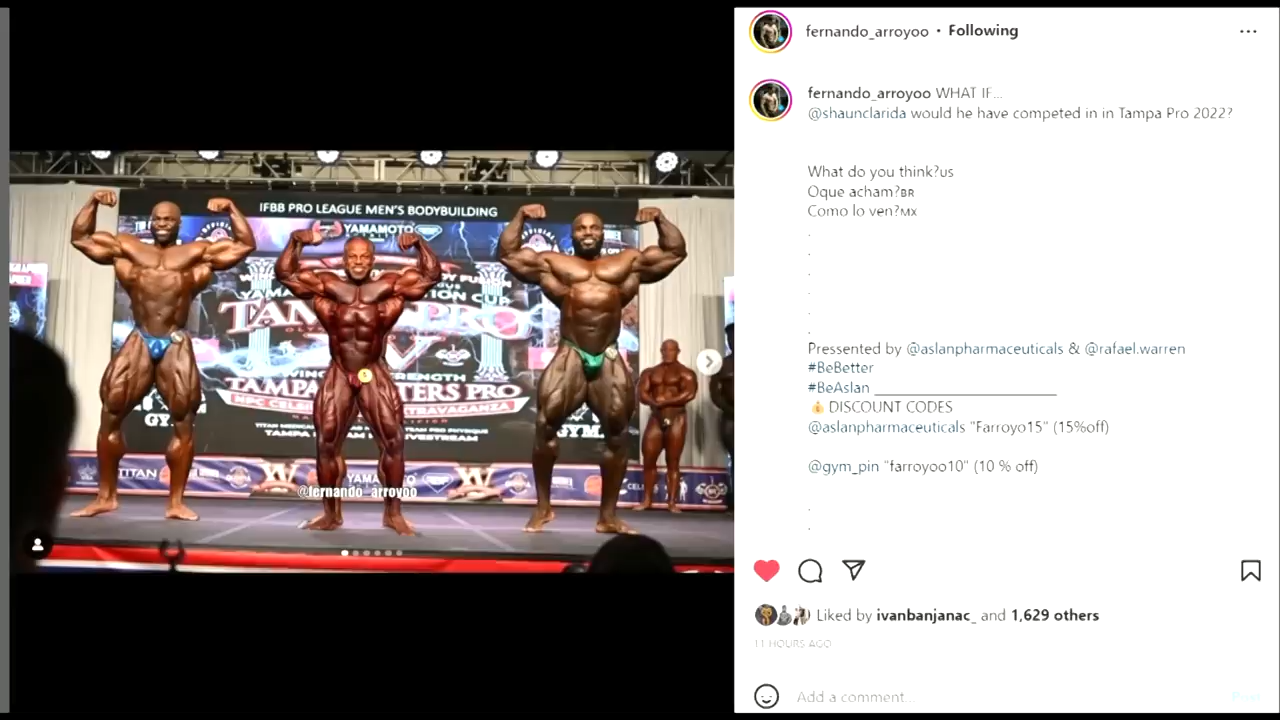 IFBB PRO LEAGUE MEN'S BODYBUILDING
YAMAMOTO
TAMPA PRO
TAMPA MASTERS PRO
TITAN
@fernando_arroyoo
fernando_arroyoo • Following
fernando_arroyoo WHAT IF...
@shaunclarida would he have competed in in Tampa Pro 2022?
What do you think?US
Oque acham?BR
Como lo ven?MX
.
.
.
.
.
.
Pressented by @aslanpharmaceuticals & @rafael.warren
#BeBetter
#BeAslan ____________________
💰 DISCOUNT CODES
@aslanpharmaceuticals "Farroyo15" (15%off)
@gym_pin "farroyoo10" (10 % off)
.
.
Liked by ivanbanjanac_ and 1,629 others
11 HOURS AGO
Add a comment...
Post